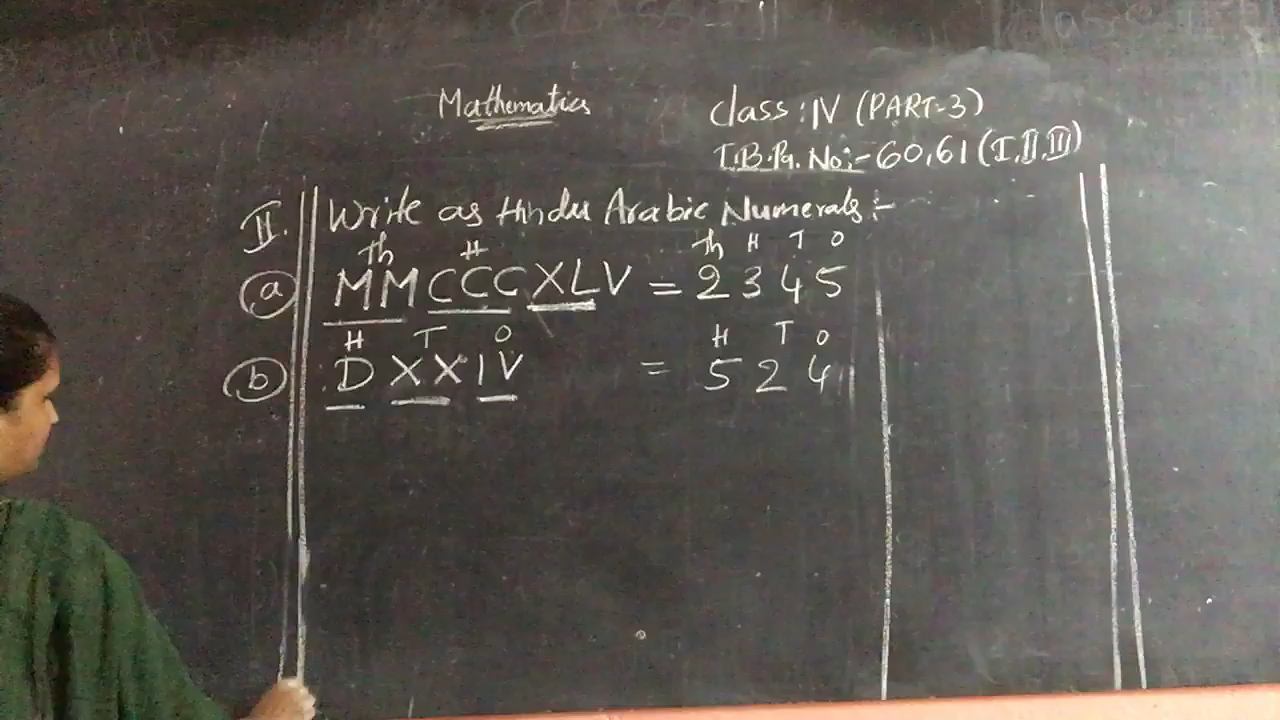 Mathematics
Class : IV (PART-3)
T.B.Pg. No:- 60,61 (I,II,III)
II. Write as Hindu Arabic Numerals :-
Th H Th H T O
(a) MMCCCXLV = 2345
H T O H T O
(b) DXXIV = 524